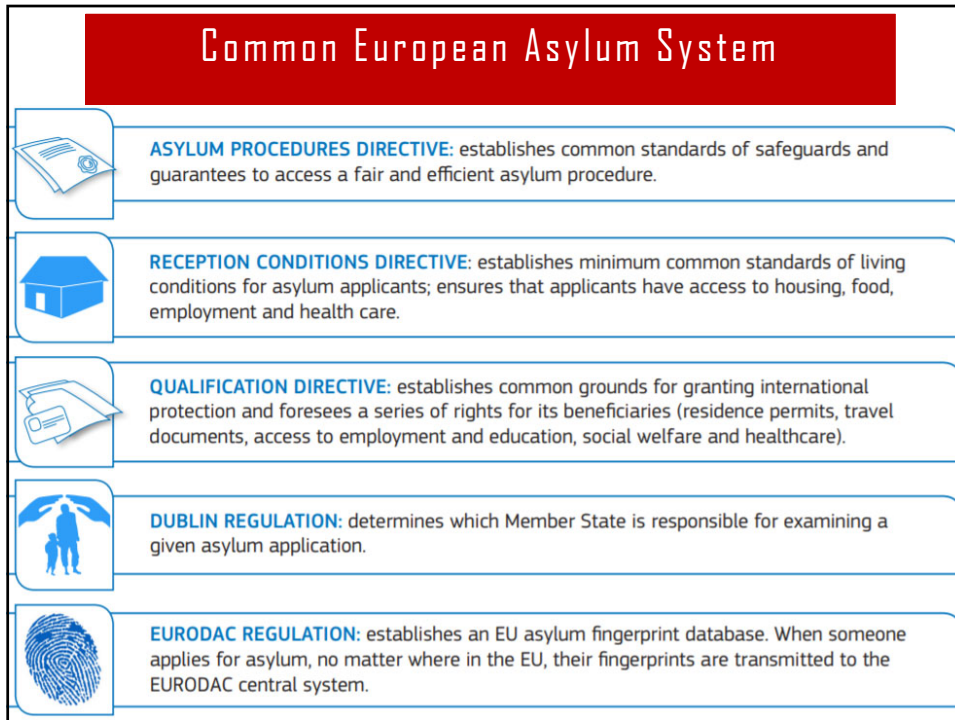 Common European Asylum System
ASYLUM PROCEDURES DIRECTIVE: establishes common standards of safeguards and
guarantees to access a fair and efficient asylum procedure.
RECEPTION CONDITIONS DIRECTIVE: establishes minimum common standards of living
conditions for asylum applicants; ensures that applicants have access to housing, food,
employment and health care.
QUALIFICATION DIRECTIVE: establishes common grounds for granting international
protection and foresees a series of rights for its beneficiaries (residence permits, travel
documents, access to employment and education, social welfare and healthcare).
DUBLIN REGULATION: determines which Member State is responsible for examining a
given asylum application.
EURODAC REGULATION: establishes an EU asylum fingerprint database. When someone
applies for asylum, no matter where in the EU, their fingerprints are transmitted to the
EURODAC central system.